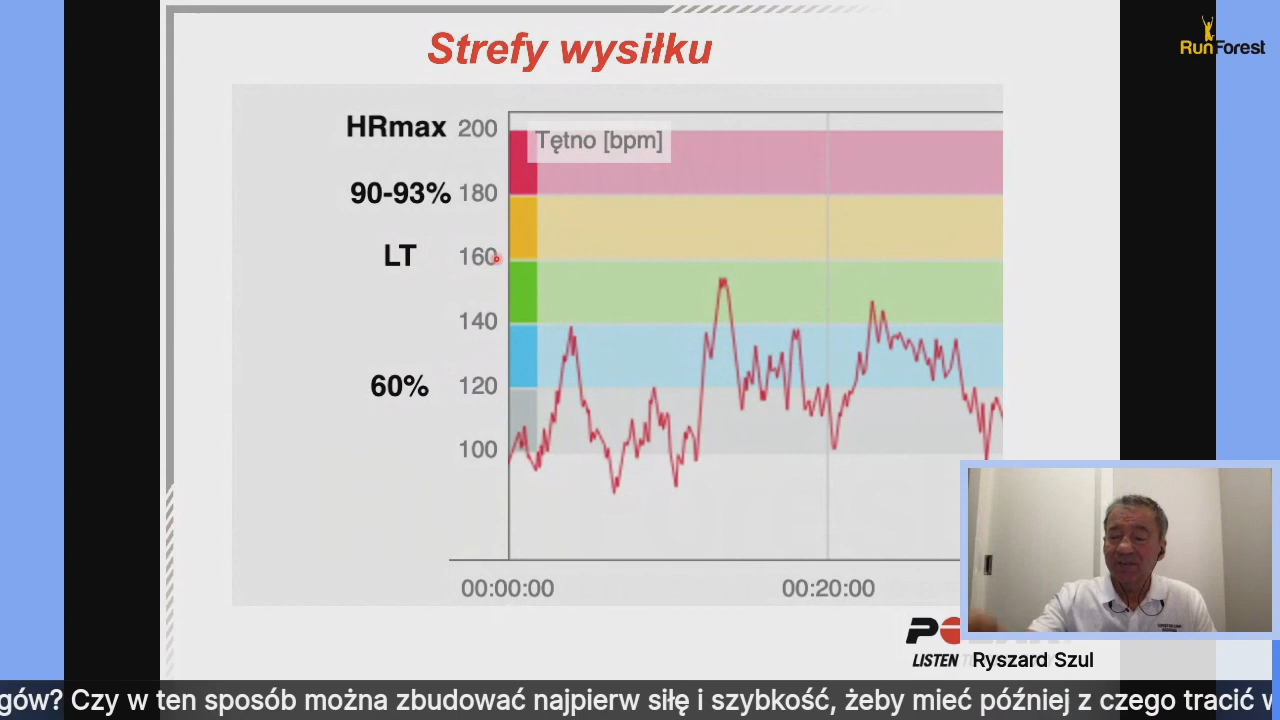 Strefy wysiłku
RunForest
HRmax 200
Tętno [bpm]
90-93% 180
LT 160
140
60% 120
100
00:00:00 00:20:00
LISTEN
Ryszard Szul
Czy w ten sposób można zbudować najpierw siłę i szybkość, żeby mieć później z czego tracić